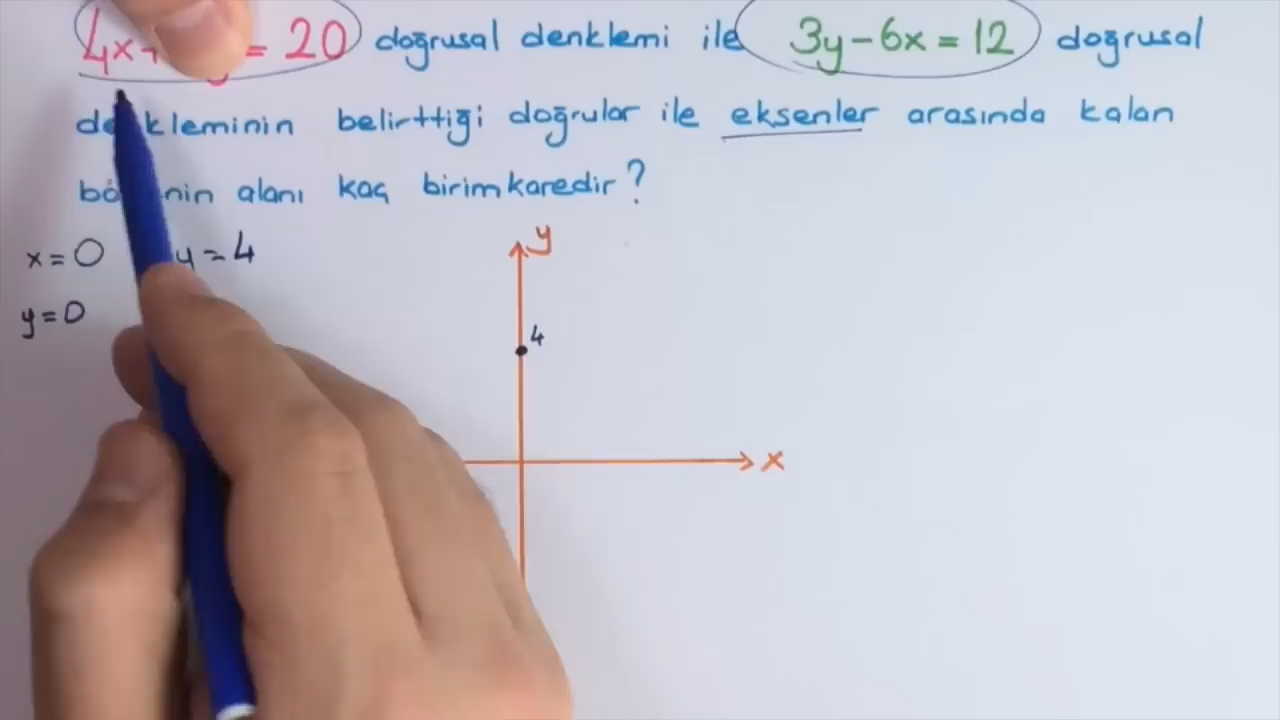 4x+ y = 20 doğrusal denklemi ile 3y-6x = 12 doğrusal
denkleminin belirttiği doğrular ile eksenler arasında kalan
alanı kaç birimkaredir?
x=0 y=4
y=0
y
4
x